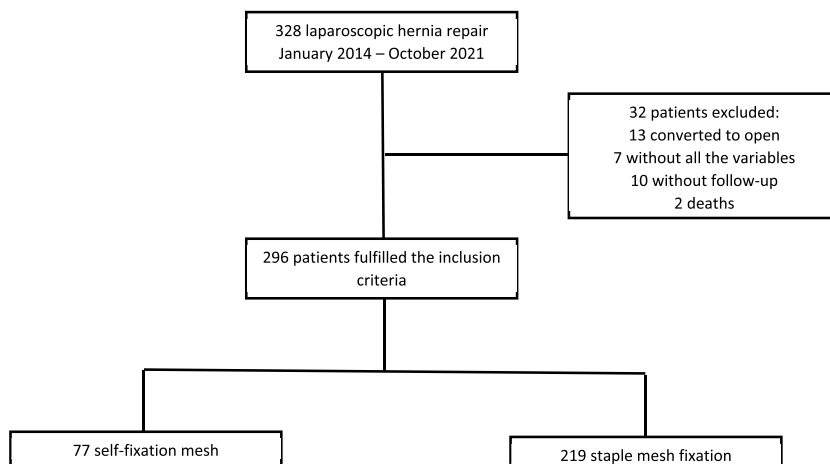 328 laparoscopic hernia repair
January 2014 – October 2021
32 patients excluded:
13 converted to open
7 without all the variables
10 without follow-up
2 deaths
296 patients fulfilled the inclusion
criteria
77 self-fixation mesh
219 staple mesh fixation